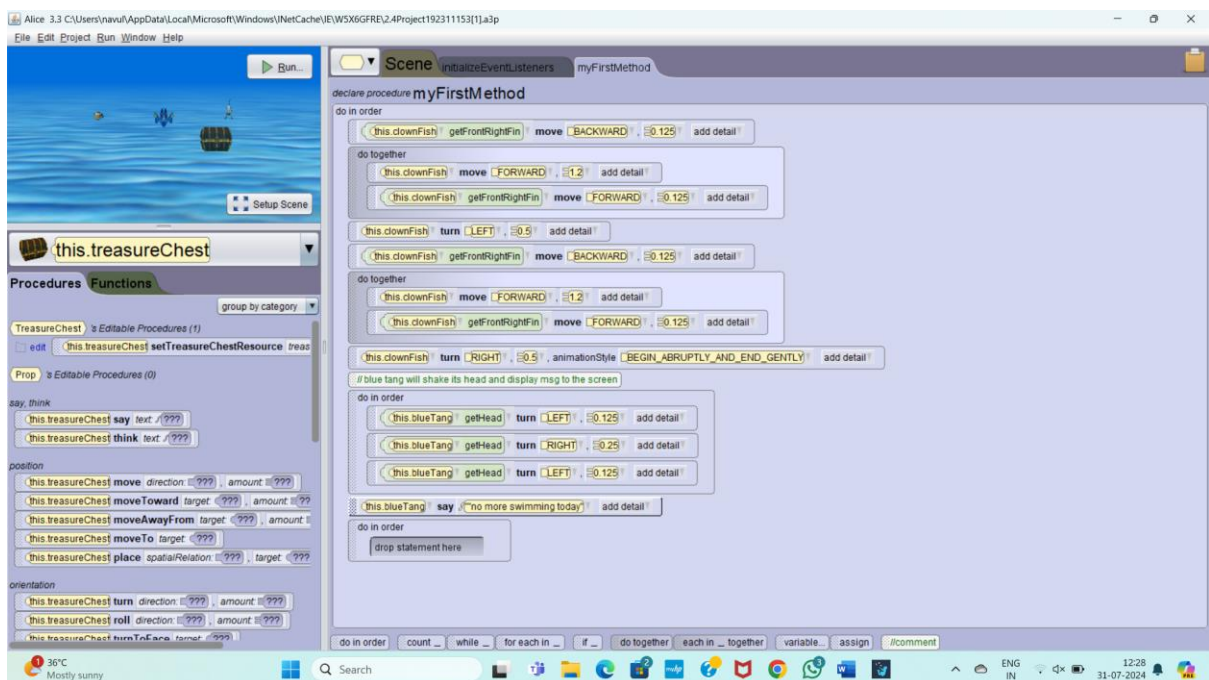 Alice 3.3 C:\Users\navul\AppData\Local\Microsoft\Windows\INetCache\IE\W5X6GFRE\2.4Project192311153[1].a3p
File Edit Project Run Window Help
Run...
Setup Scene
this.treasureChest
Procedures Functions
group by category
TreasureChest 's Editable Procedures (1)
edit this.treasureChest setTreasureChestResource treas
Prop 's Editable Procedures (0)
say, think
this.treasureChest say text: ???
this.treasureChest think text: ???
position
this.treasureChest move direction: ??? , amount: ???
this.treasureChest moveToward target: ??? , amount: ??
this.treasureChest moveAwayFrom target: ??? , amount:
this.treasureChest moveTo target: ???
this.treasureChest place spatialRelation: ??? , target: ???
orientation
this.treasureChest turn direction: ??? , amount: ???
this.treasureChest roll direction: ??? , amount: ???
this.treasureChest turnToFace target: ???
Scene initializeEventListeners myFirstMethod
declare procedure myFirstMethod
do in order
this.clownFish getFrontRightFin move BACKWARD , 0.125 add detail
do together
this.clownFish move FORWARD , 1.2 add detail
this.clownFish getFrontRightFin move FORWARD , 0.125 add detail
this.clownFish turn LEFT , 0.5 add detail
this.clownFish getFrontRightFin move BACKWARD , 0.125 add detail
do together
this.clownFish move FORWARD , 1.2 add detail
this.clownFish getFrontRightFin move FORWARD , 0.125 add detail
this.clownFish turn RIGHT , 0.5 , animationStyle BEGIN_ABRUPTLY_AND_END_GENTLY add detail
// blue tang will shake its head and display msg to the screen
do in order
this.blueTang getHead turn LEFT , 0.125 add detail
this.blueTang getHead turn RIGHT , 0.25 add detail
this.blueTang getHead turn LEFT , 0.125 add detail
this.blueTang say ""no more swimming today" add detail
do in order
drop statement here
do in order count _ while _ for each in _ if _ do together each in _ together variable... assign //comment
1
36°C
Mostly sunny
Search
ENG
IN
12:28
31-07-2024